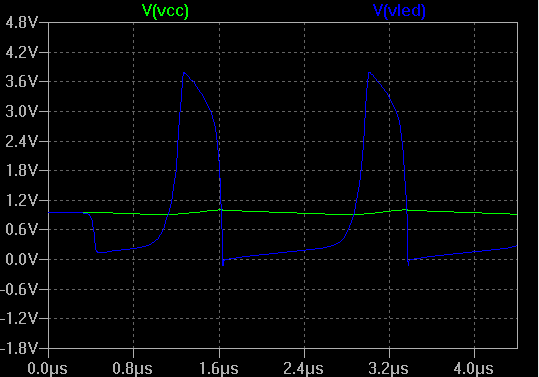 V(vcc) V(vled)
4.8V
4.2V
3.6V
3.0V
2.4V
1.8V
1.2V
0.6V
0.0V
-0.6V
-1.2V
-1.8V
0.0µs 0.8µs 1.6µs 2.4µs 3.2µs 4.0µs